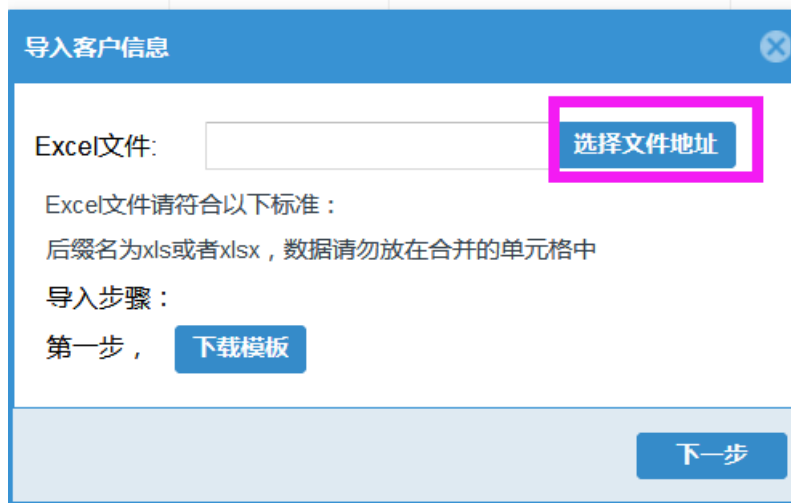 导入客户信息
Excel文件: 选择文件地址
Excel文件请符合以下标准：
后缀名为xls或者xlsx，数据请勿放在合并的单元格中
导入步骤：
第一步， 下载模板
下一步